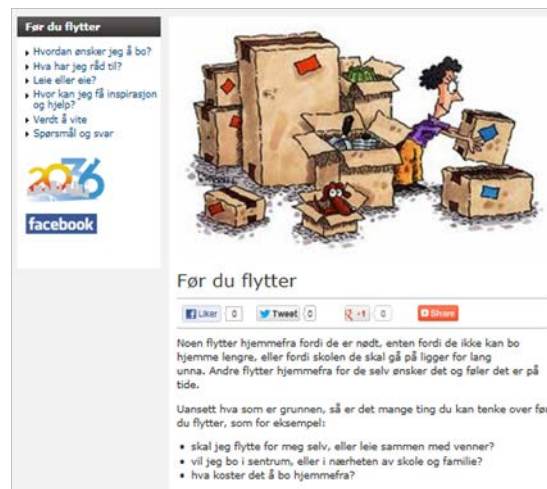 Før du flytter
Hvordan ønsker jeg å bo?
Hva har jeg råd til?
Leie eller eie?
Hvor kan jeg få inspirasjon
og hjelp?
Verdt å vite
Spørsmål og svar
2036
facebook
Før du flytter
Liker 0 Tweet 0 +1 0 Share
Noen flytter hjemmefra fordi de er nødt, enten fordi de ikke kan bo
hjemme lengre, eller fordi skolen de skal gå på ligger for lang
unna. Andre flytter hjemmefra for de selv ønsker det og føler det er på
tide.
Uansett hva som er grunnen, så er det mange ting du kan tenke over før
du flytter, som for eksempel:
• skal jeg flytte for meg selv, eller leie sammen med venner?
• vil jeg bo i sentrum, eller i nærheten av skole og familie?
• hva koster det å bo hjemmefra?